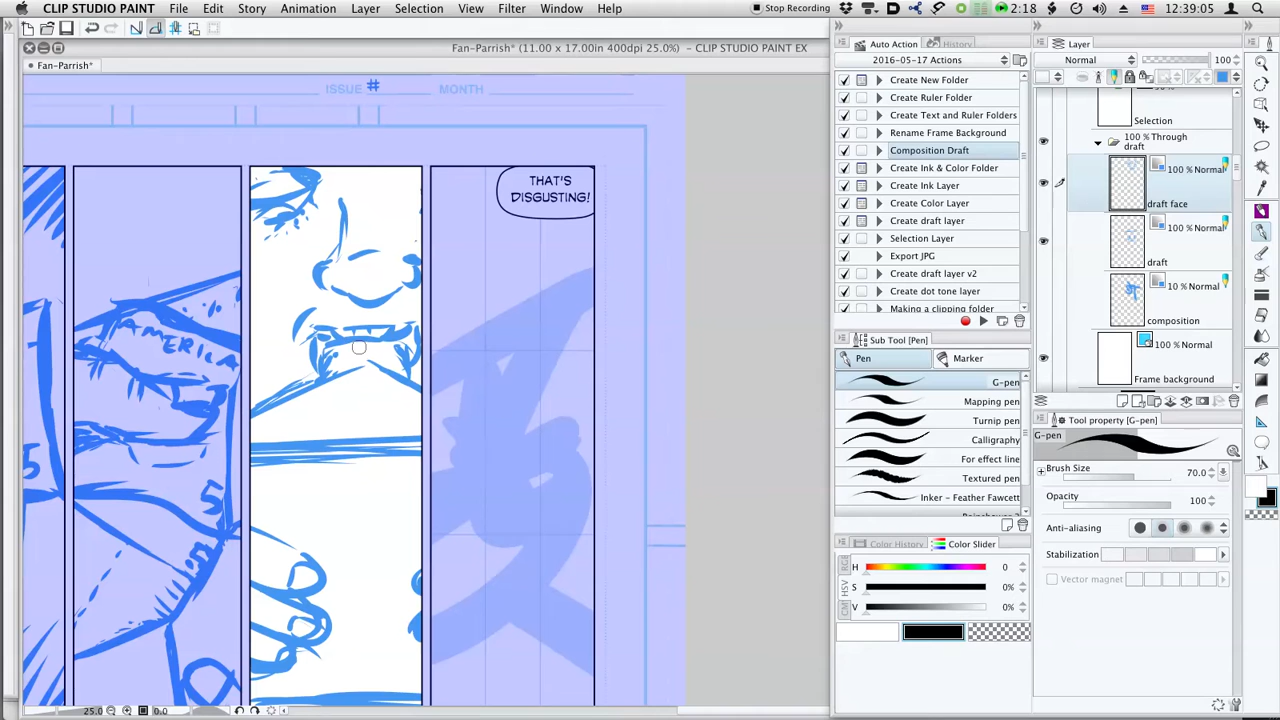 CLIP STUDIO PAINT File Edit Story Animation Layer Selection View Filter Window Help Stop Recording 2:18 12:39:05
Fan-Parrish* (11.00 x 17.00in 400dpi 25.0%) - CLIP STUDIO PAINT EX
Fan-Parrish*
ISSUE # MONTH
THAT'S
DISGUSTING!
AMERICA
5
S
25.0
0.0
Auto Action History
2016-05-17 Actions
Create New Folder
Create Ruler Folder
Create Text and Ruler Folders
Rename Frame Background
Composition Draft
Create Ink & Color Folder
Create Ink Layer
Create Color Layer
Create draft layer
Selection Layer
Export JPG
Create draft layer v2
Create dot tone layer
Making a clipping folder
Sub Tool [Pen]
Pen Marker
G-pen
Mapping pen
Turnip pen
Calligraphy
For effect line
Textured pen
Inker - Feather Fawcett
Color History Color Slider
RGB
HSV
CM
H 0
S 0%
V 0%
Layer
Normal 100
Selection
100 % Through
draft
100 % Normal
draft face
100 % Normal
draft
10 % Normal
composition
100 % Normal
Frame background
Tool property [G-pen]
G-pen
Brush Size 70.0
Opacity 100
Anti-aliasing
Stabilization
Vector magnet